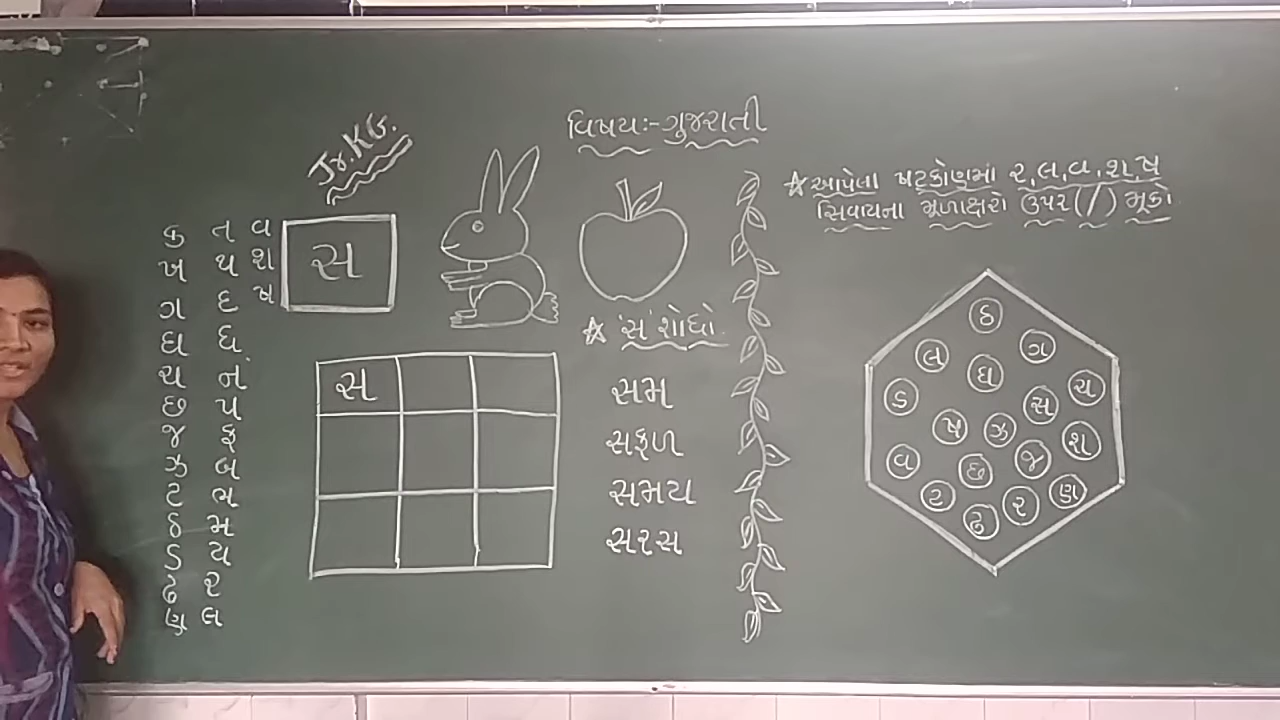 Jr.KG.
વિષય:-ગુજરાતી
ક ત વ
ખ થ શ
ગ દ ષ
ઘ ધ
ચ ન
છ પ
જ ફ
ઝ બ
ટ ભ
ઠ મ
ડ ય
ઢ ર
ણ લ
સ
સ
☆ 'સ' શોધો
સમ
સફળ
સમય
સરસ
☆ આપેલા ષટ્કોણમાં ર,લ,વ,શ,ષ
સિવાયના મૂળાક્ષરો ઉપર (/) મૂકો
ઠ
લ ઘ ગ
ડ સ ચ
ષ ઝ શ
વ છ જ
ટ ઢ ર ણ